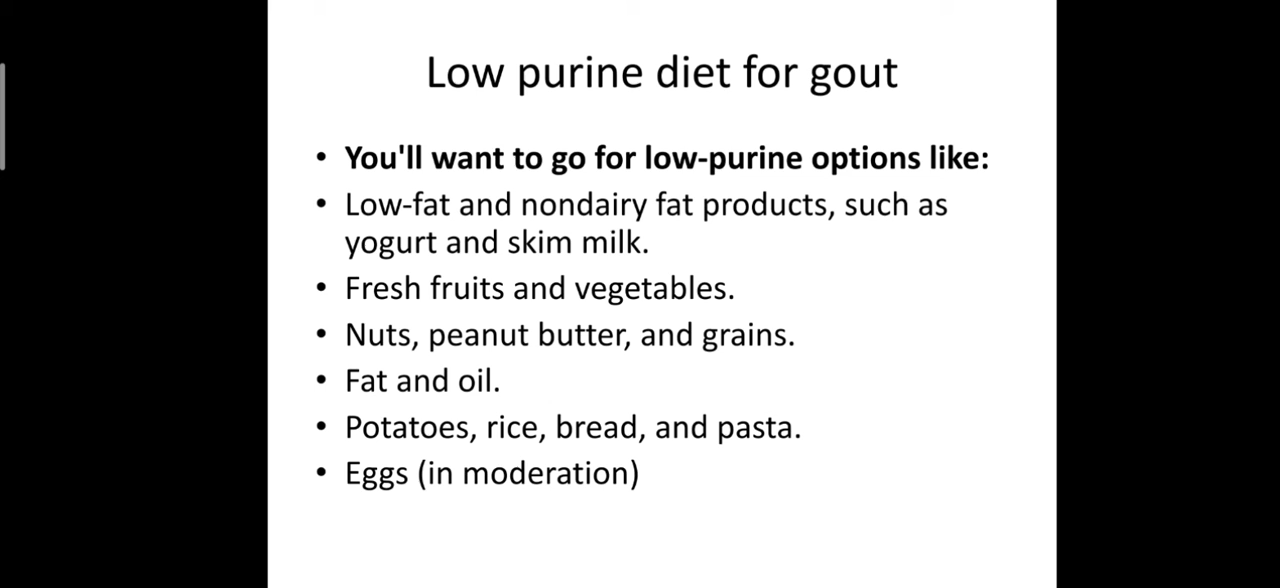 Low purine diet for gout
• You'll want to go for low-purine options like:
• Low-fat and nondairy fat products, such as
yogurt and skim milk.
• Fresh fruits and vegetables.
• Nuts, peanut butter, and grains.
• Fat and oil.
• Potatoes, rice, bread, and pasta.
• Eggs (in moderation)